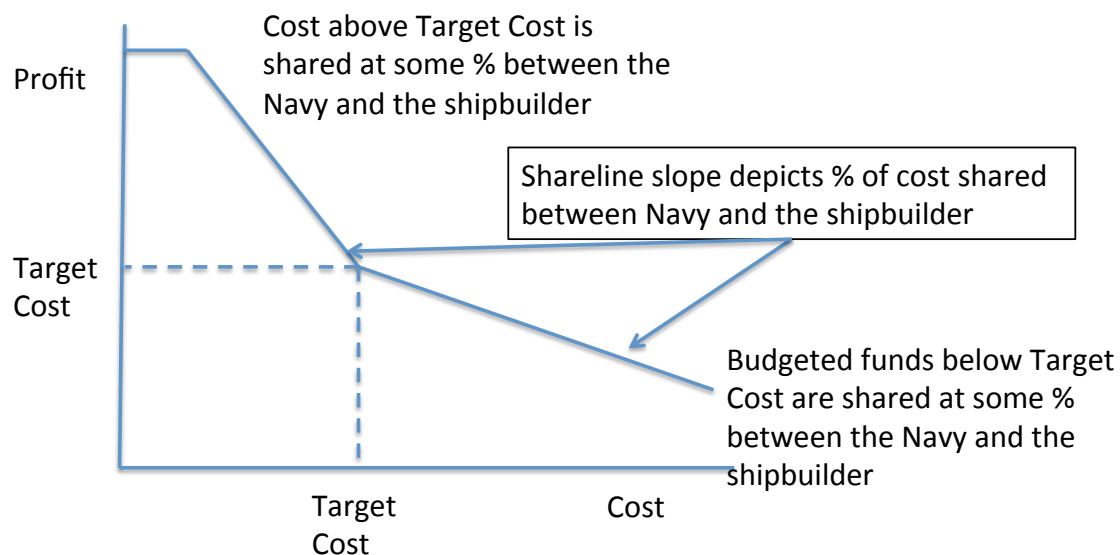 Cost above Target Cost is
shared at some % between the
Navy and the shipbuilder
Profit
Shareline slope depicts % of cost shared
between Navy and the shipbuilder
Target
Cost
Budgeted funds below Target
Cost are shared at some %
between the Navy and the
shipbuilder
Target
Cost
Cost